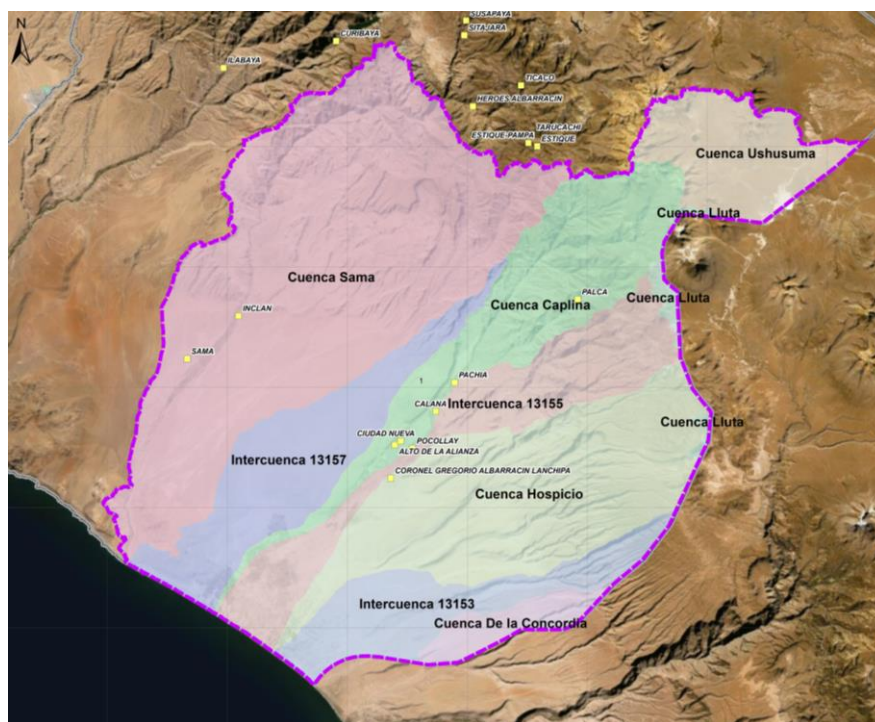 SUSAPAYA
N
SITAJARA
CURIBAYA
ILABAYA
TICACO
HEROES ALBARRACIN
TARUCACHI
ESTIQUE-PAMPA
ESTIQUE
Cuenca Ushusuma
Cuenca Lluta
Cuenca Sama
PALCA
Cuenca Lluta
Cuenca Caplina
INCLAN
SAMA
PACHIA
1
CALANA
Intercuenca 13155
Cuenca Lluta
CIUDAD NUEVA
POCOLLAY
ALTO DE LA ALIANZA
Intercuenca 13157
CORONEL GREGORIO ALBARRACIN LANCHIPA
Cuenca Hospicio
Intercuenca 13153
Cuenca De la Concordia